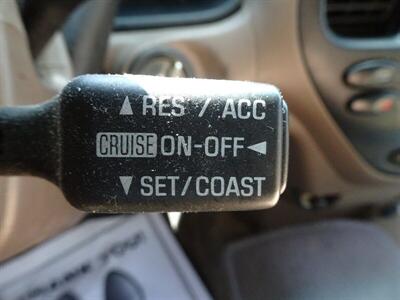 ▲ RES / ACC
CRUISE ON-OFF ◄
▼ SET/COAST